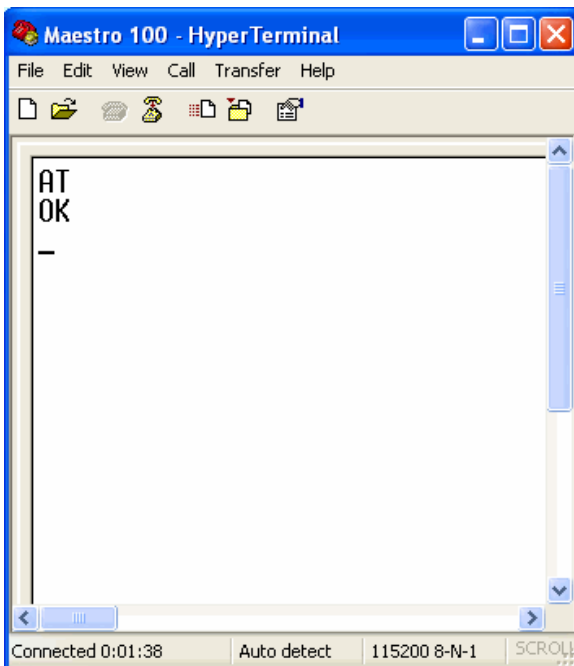 Maestro 100 - HyperTerminal
File Edit View Call Transfer Help
AT
OK
_
Connected 0:01:38 Auto detect 115200 8-N-1 SCROLL